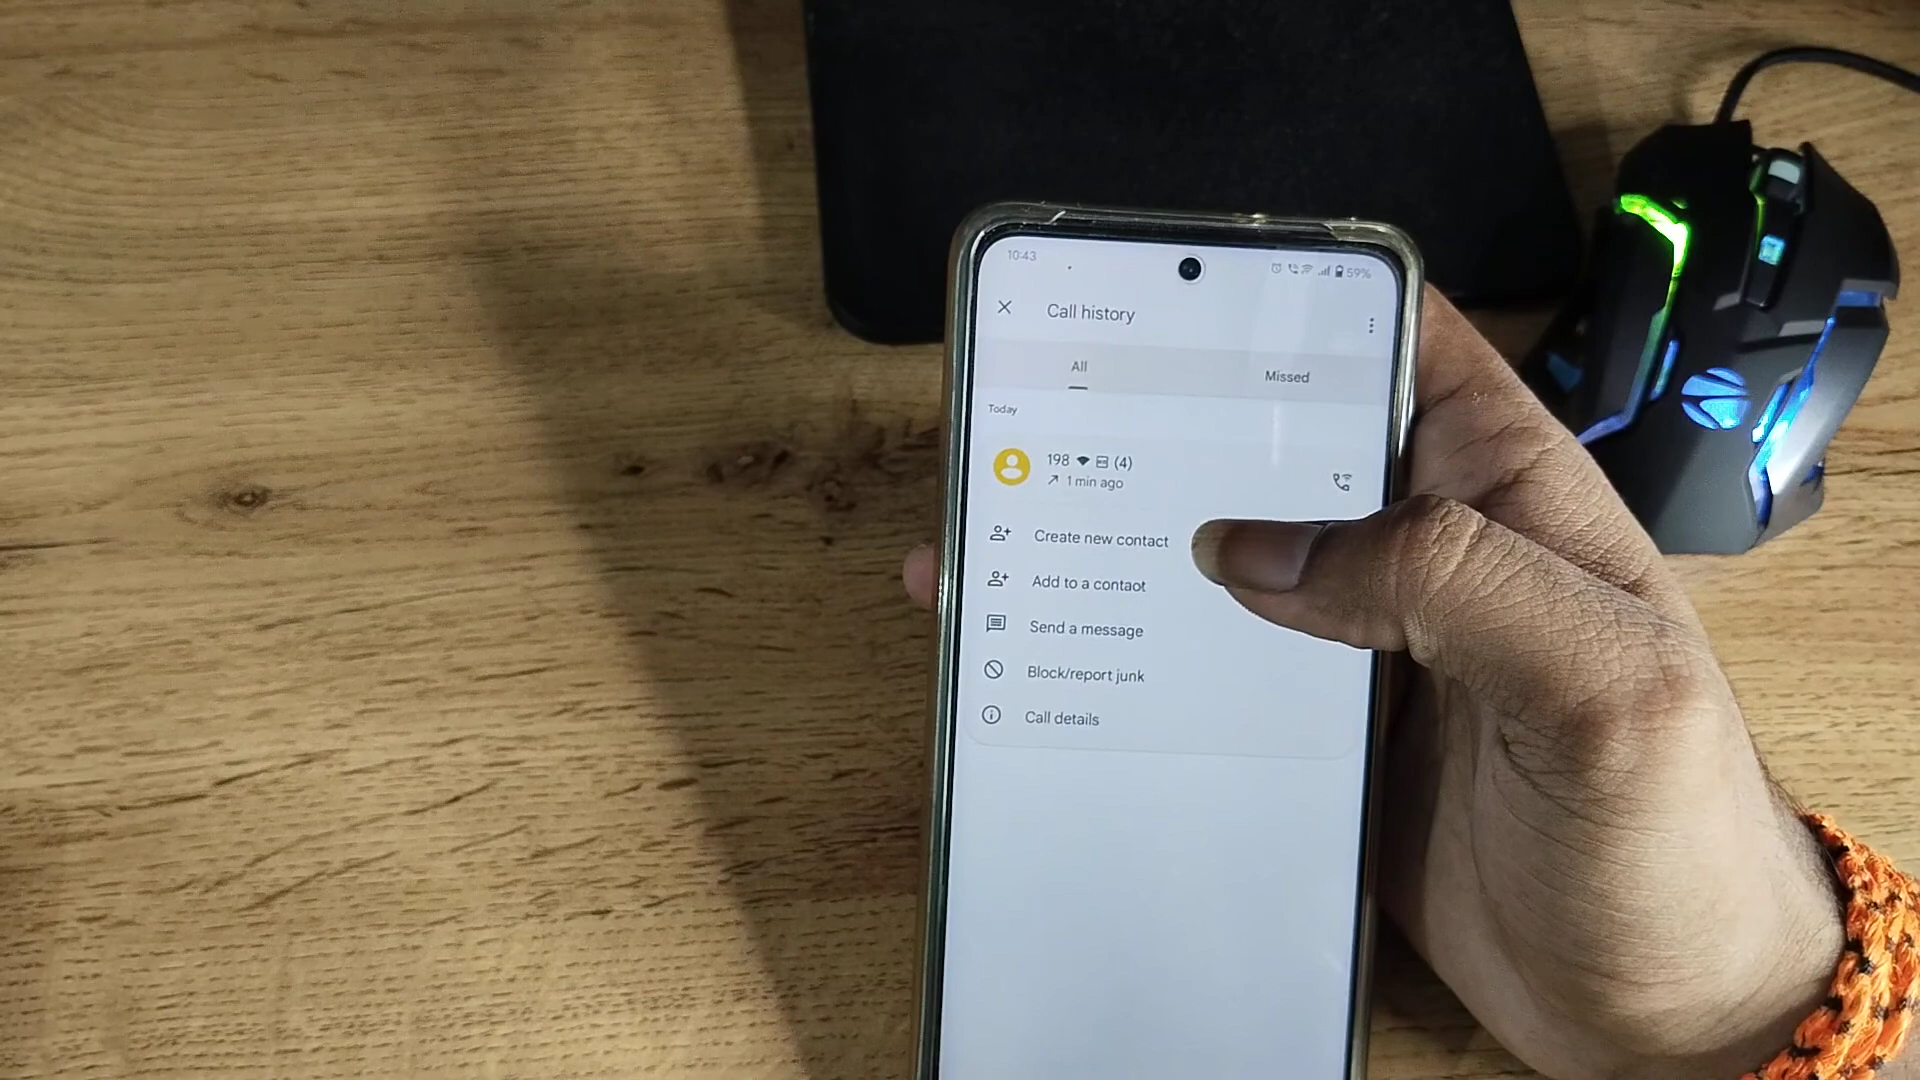 10:43
59%
Call history
All
Missed
Today
198 (4)
1 min ago
Create new contact
Add to a contaot
Send a message
Block/report junk
Call details